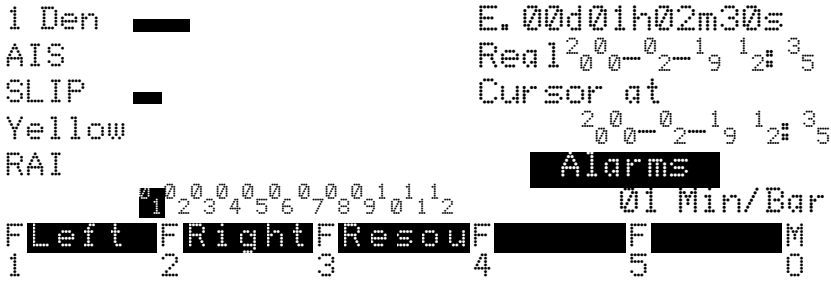 1 Den E. 00d01h02m30s
AIS Real 2000-02-19 12:35
SLIP Cursor at
Yellow 2000-02-19 12:35
RAI Alarms
01 02 03 04 05 06 07 08 09 10 11 12 01 Min/Bar
F Left F Right F Resou F F M
1 2 3 4 5 0